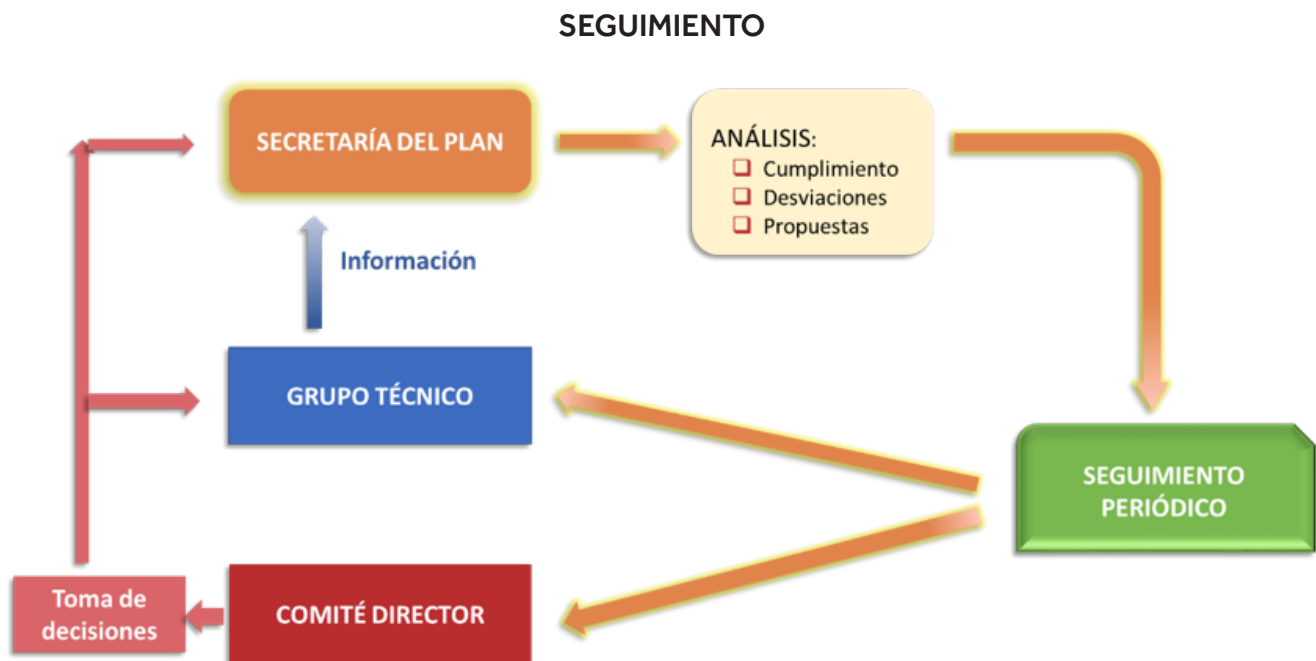 SEGUIMIENTO
SECRETARÍA DEL PLAN
ANÁLISIS:
Cumplimiento
Desviaciones
Propuestas
Información
GRUPO TÉCNICO
SEGUIMIENTO
PERIÓDICO
Toma de
decisiones
COMITÉ DIRECTOR